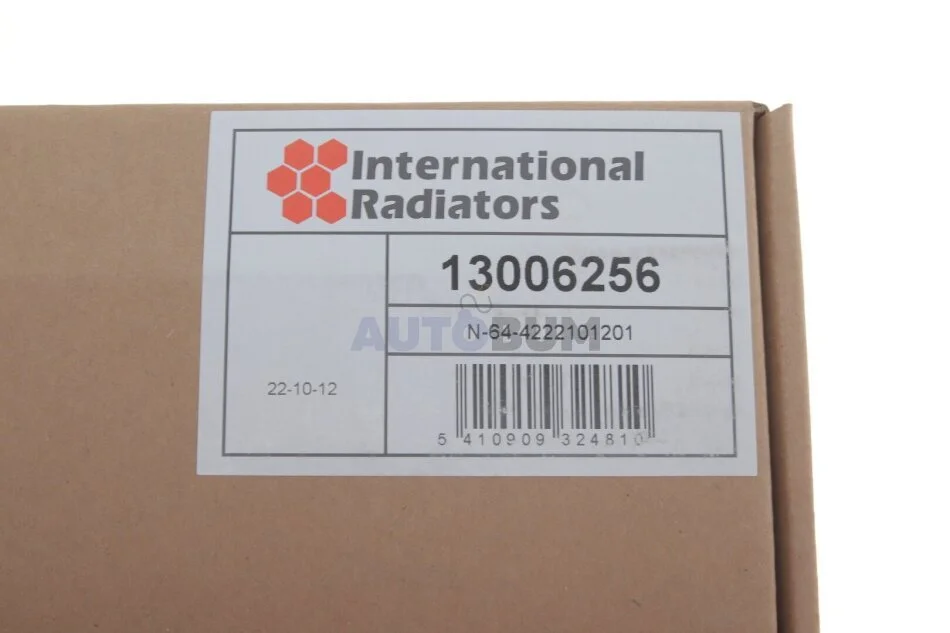 International
Radiators
13006256
N-64-4222101201
AUTOBUM
22-10-12
5 410909 324810